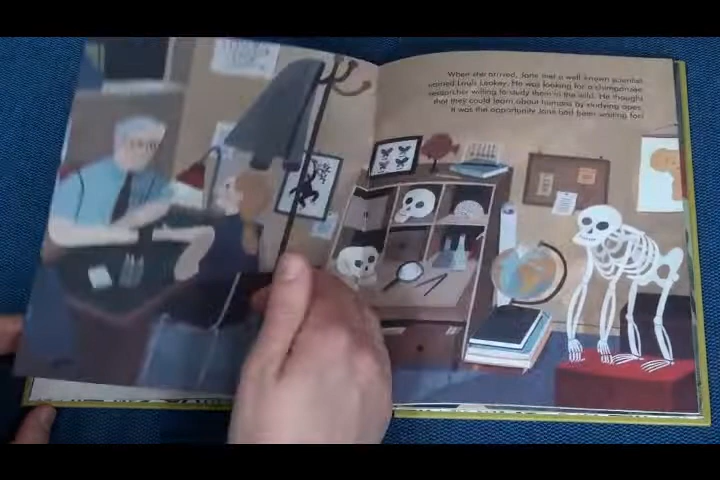 When she arrived, Jane met a well known scientist
named Louis Leakey. He was looking for a chimpanzee
researcher willing to study them in the wild. He thought
that they could learn about humans by studying apes.
It was the opportunity Jane had been waiting for!